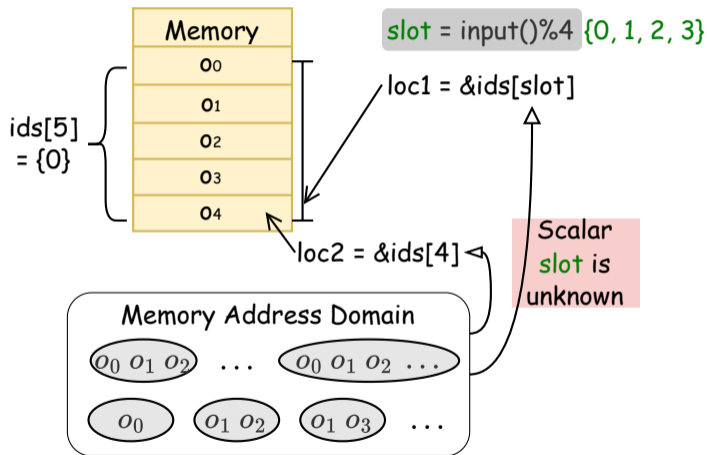 Memory
o0
o1
o2
o3
o4
ids[5]
= {0}
slot = input()%4 {0, 1, 2, 3}
loc1 = &ids[slot]
loc2 = &ids[4]
Scalar
slot is
unknown
Memory Address Domain
o0 o1 o2 ... o0 o1 o2 ...
o0 o1 o2 o1 o3 ...